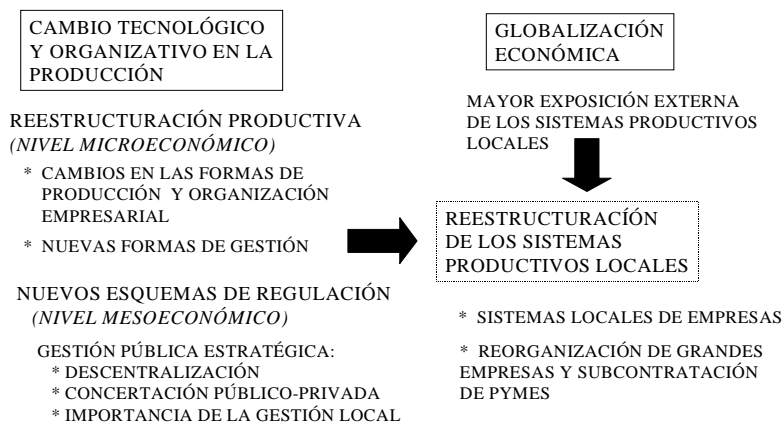 CAMBIO TECNOLÓGICO
Y ORGANIZATIVO EN LA
PRODUCCIÓN
REESTRUCTURACIÓN PRODUCTIVA
(NIVEL MICROECONÓMICO)
* CAMBIOS EN LAS FORMAS DE
PRODUCCIÓN Y ORGANIZACIÓN
EMPRESARIAL
* NUEVAS FORMAS DE GESTIÓN
NUEVOS ESQUEMAS DE REGULACIÓN
(NIVEL MESOECONÓMICO)
GESTIÓN PÚBLICA ESTRATÉGICA:
* DESCENTRALIZACIÓN
* CONCERTACIÓN PÚBLICO-PRIVADA
* IMPORTANCIA DE LA GESTIÓN LOCAL
GLOBALIZACIÓN
ECONÓMICA
MAYOR EXPOSICIÓN EXTERNA
DE LOS SISTEMAS PRODUCTIVOS
LOCALES
REESTRUCTURACÍÓN
DE LOS SISTEMAS
PRODUCTIVOS LOCALES
* SISTEMAS LOCALES DE EMPRESAS
* REORGANIZACIÓN DE GRANDES
EMPRESAS Y SUBCONTRATACIÓN
DE PYMES